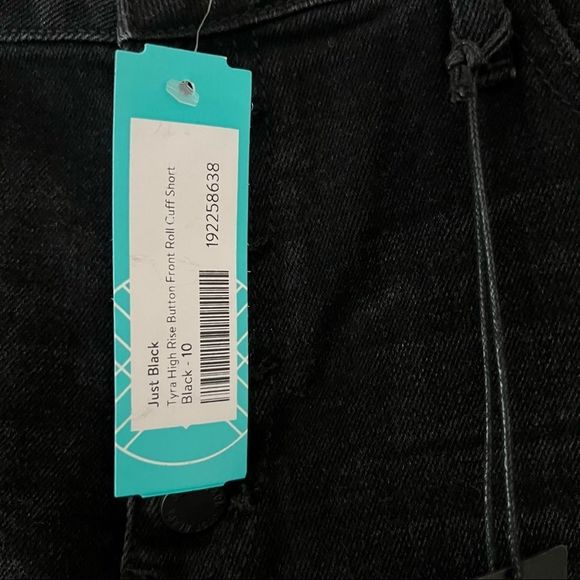 Just Black
Tyra High Rise Button Front Roll Cuff Short
Black - 10
192258638